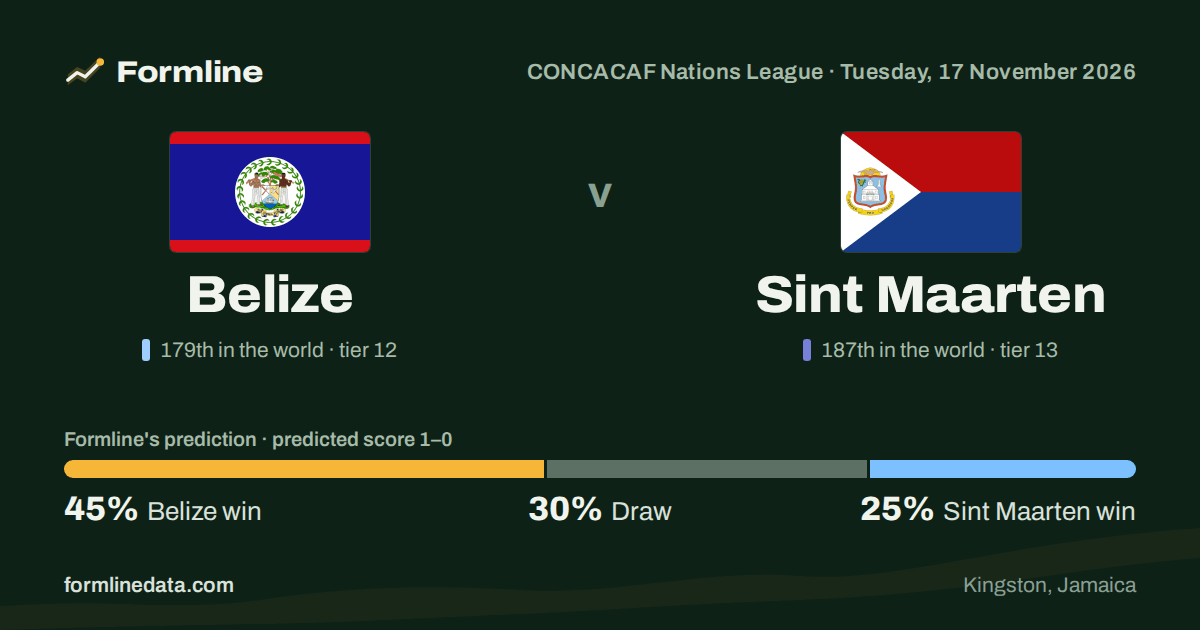 Formline
CONCACAF Nations League · Tuesday, 17 November 2026
v
Belize
Sint Maarten
179th in the world · tier 12
187th in the world · tier 13
Formline's prediction · predicted score 1–0
45% Belize win
30% Draw
25% Sint Maarten win
formlinedata.com
Kingston, Jamaica